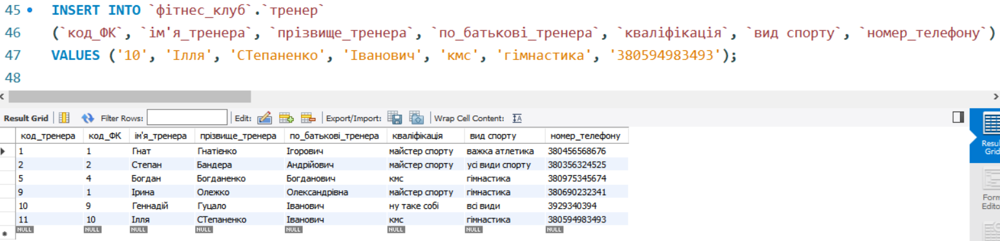 45 INSERT INTO `фітнес_клуб`.`тренер`
46 (`код_ФК`, `ім'я_тренера`, `прізвище_тренера`, `по_батькові_тренера`, `кваліфікація`, `вид спорту`, `номер_телефону`)
47 VALUES ('10', 'Ілля', 'СТепаненко', 'Іванович', 'кмс', 'гімнастика', '380594983493');
48
Result Grid Filter Rows: Edit: Export/Import: Wrap Cell Content:
код_тренера код_ФК ім'я_тренера прізвище_тренера по_батькові_тренера кваліфікація вид спорту номер_телефону
1 1 Гнат Гнатієнко Ігорович майстер спорту важка атлетика 380456568676
2 2 Степан Бандера Андрійович майстер спорту усі види спорту 380356324525
5 4 Богдан Богданенко Богданович кмс гімнастика 380975345674
9 1 Ірина Олежко Олександрівна майстер спорту гімнастика 380690232341
10 9 Геннадій Гуцало Іванович ну таке собі всі види 3929340394
11 10 Ілля СТепаненко Іванович кмс гімнастика 380594983493
NULL NULL NULL NULL NULL NULL NULL NULL
Resul
Grid
Form
Edito